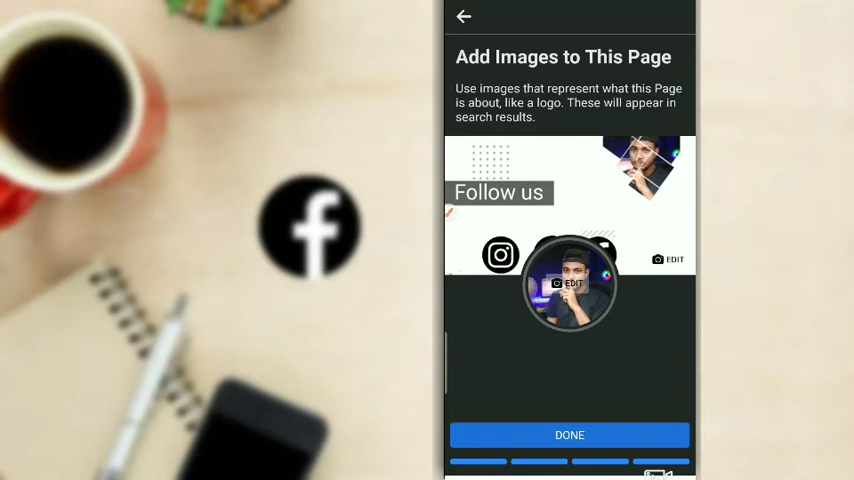 Add Images to This Page
Use images that represent what this Page
is about, like a logo. These will appear in
search results.
Follow us
EDIT
EDIT
DONE